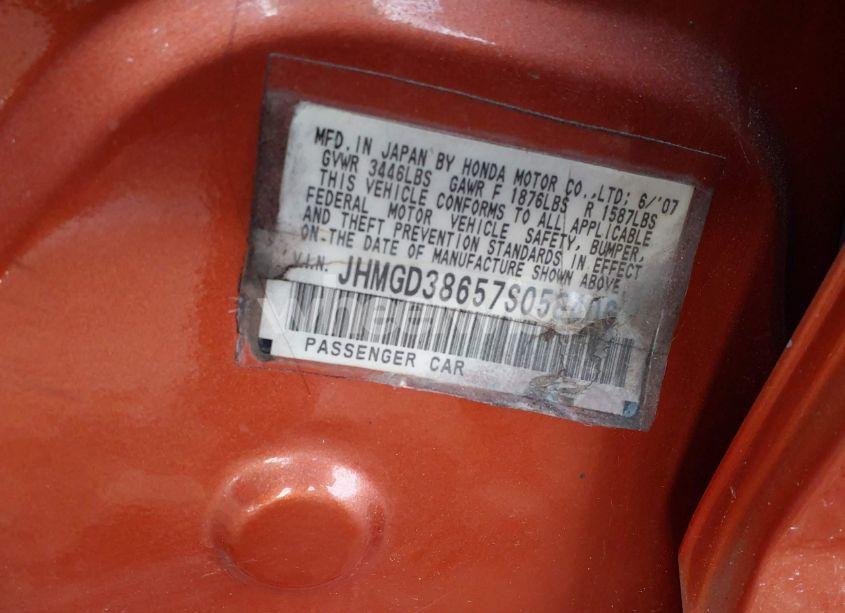 MFD. IN JAPAN BY HONDA MOTOR CO.,LTD; 6/'07
GVWR 3446LBS GAWR F 1876LBS R 1587LBS
THIS VEHICLE CONFORMS TO ALL APPLICABLE
FEDERAL MOTOR VEHICLE SAFETY, BUMPER,
AND THEFT PREVENTION STANDARDS IN EFFECT
ON THE DATE OF MANUFACTURE SHOWN ABOVE
V.I.N.
PASSENGER CAR